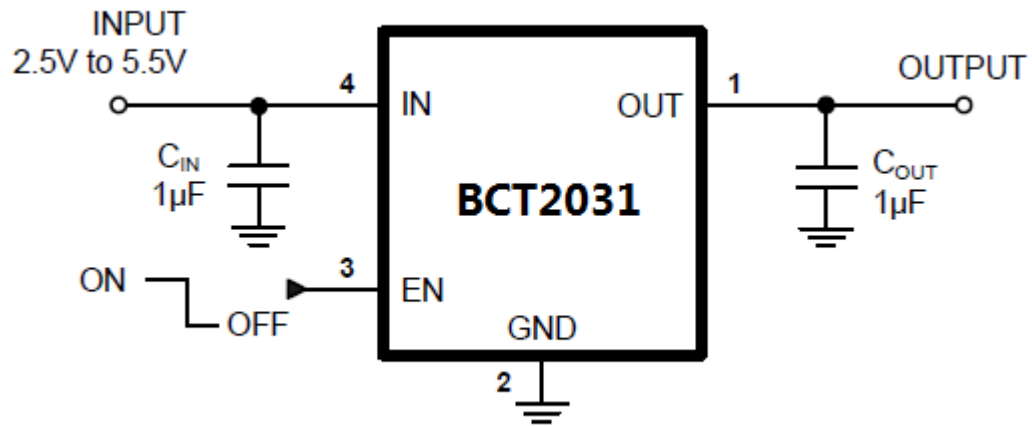 INPUT
2.5V to 5.5V
OUTPUT
4
IN
OUT
1
CIN
1µF
BCT2031
COUT
1µF
3
EN
ON
OFF
GND
2